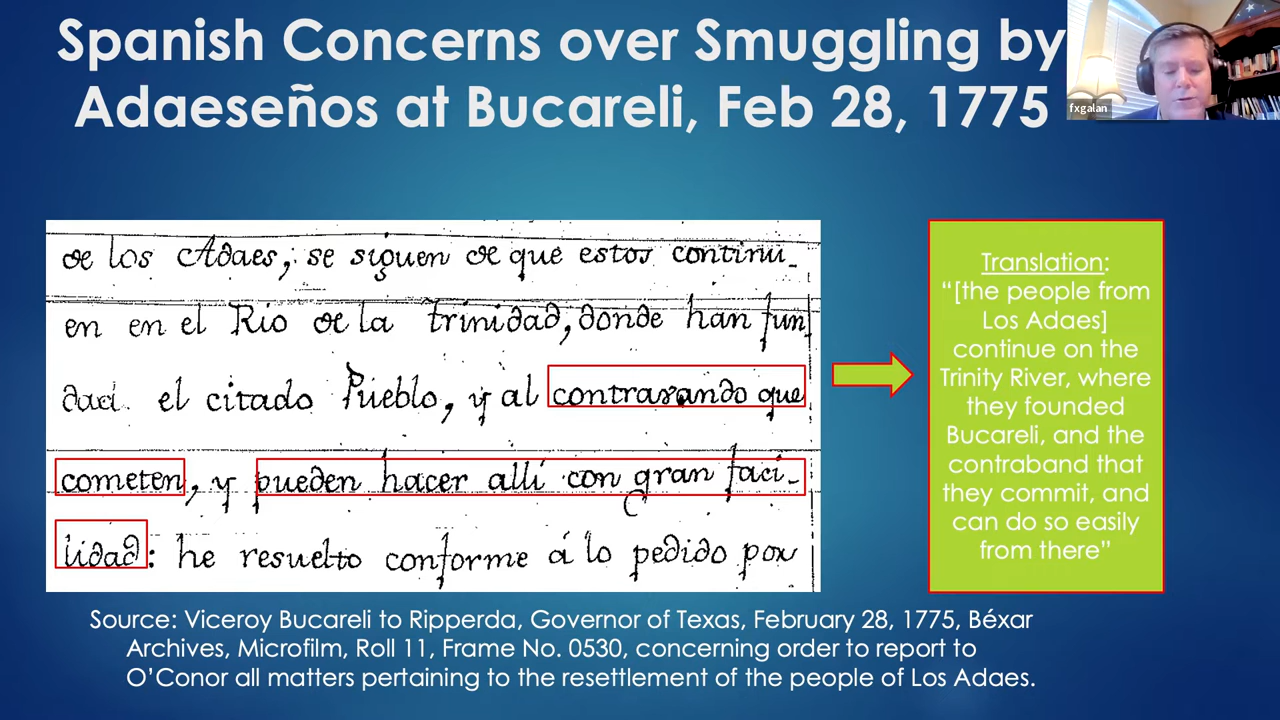 Spanish Concerns over Smuggling by
Adaeseños at Bucareli, Feb 28, 1775
fxgalan
de los Adaes; se siguen de que estos continu-
en en el Rio de la Trinidad, donde han fun
dad el citado Pueblo, y al contravando que
cometen, y pueden hacer allí con gran faci-
lidad: he resuelto conforme á lo pedido por
Translation:
“[the people from
Los Adaes]
continue on the
Trinity River, where
they founded
Bucareli, and the
contraband that
they commit, and
can do so easily
from there”
Source: Viceroy Bucareli to Ripperda, Governor of Texas, February 28, 1775, Béxar
Archives, Microfilm, Roll 11, Frame No. 0530, concerning order to report to
O’Conor all matters pertaining to the resettlement of the people of Los Adaes.